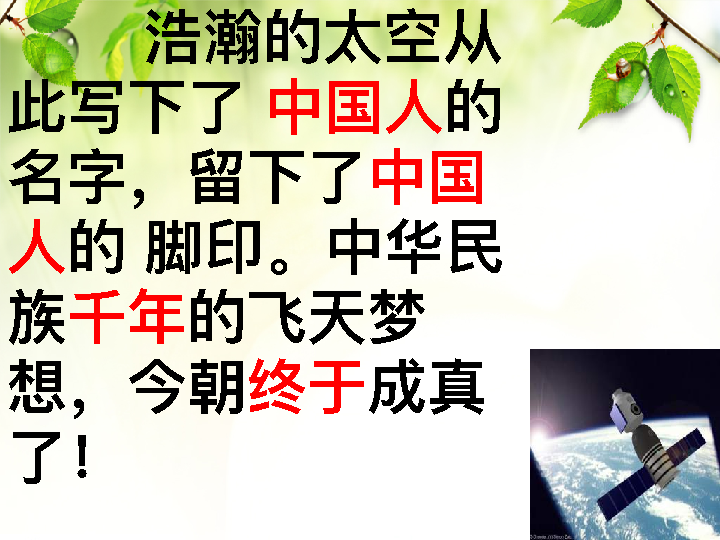 浩瀚的太空从
此写下了 中国人的
名字，留下了中国
人的 脚印。中华民
族千年的飞天梦
想，今朝终于成真
了！